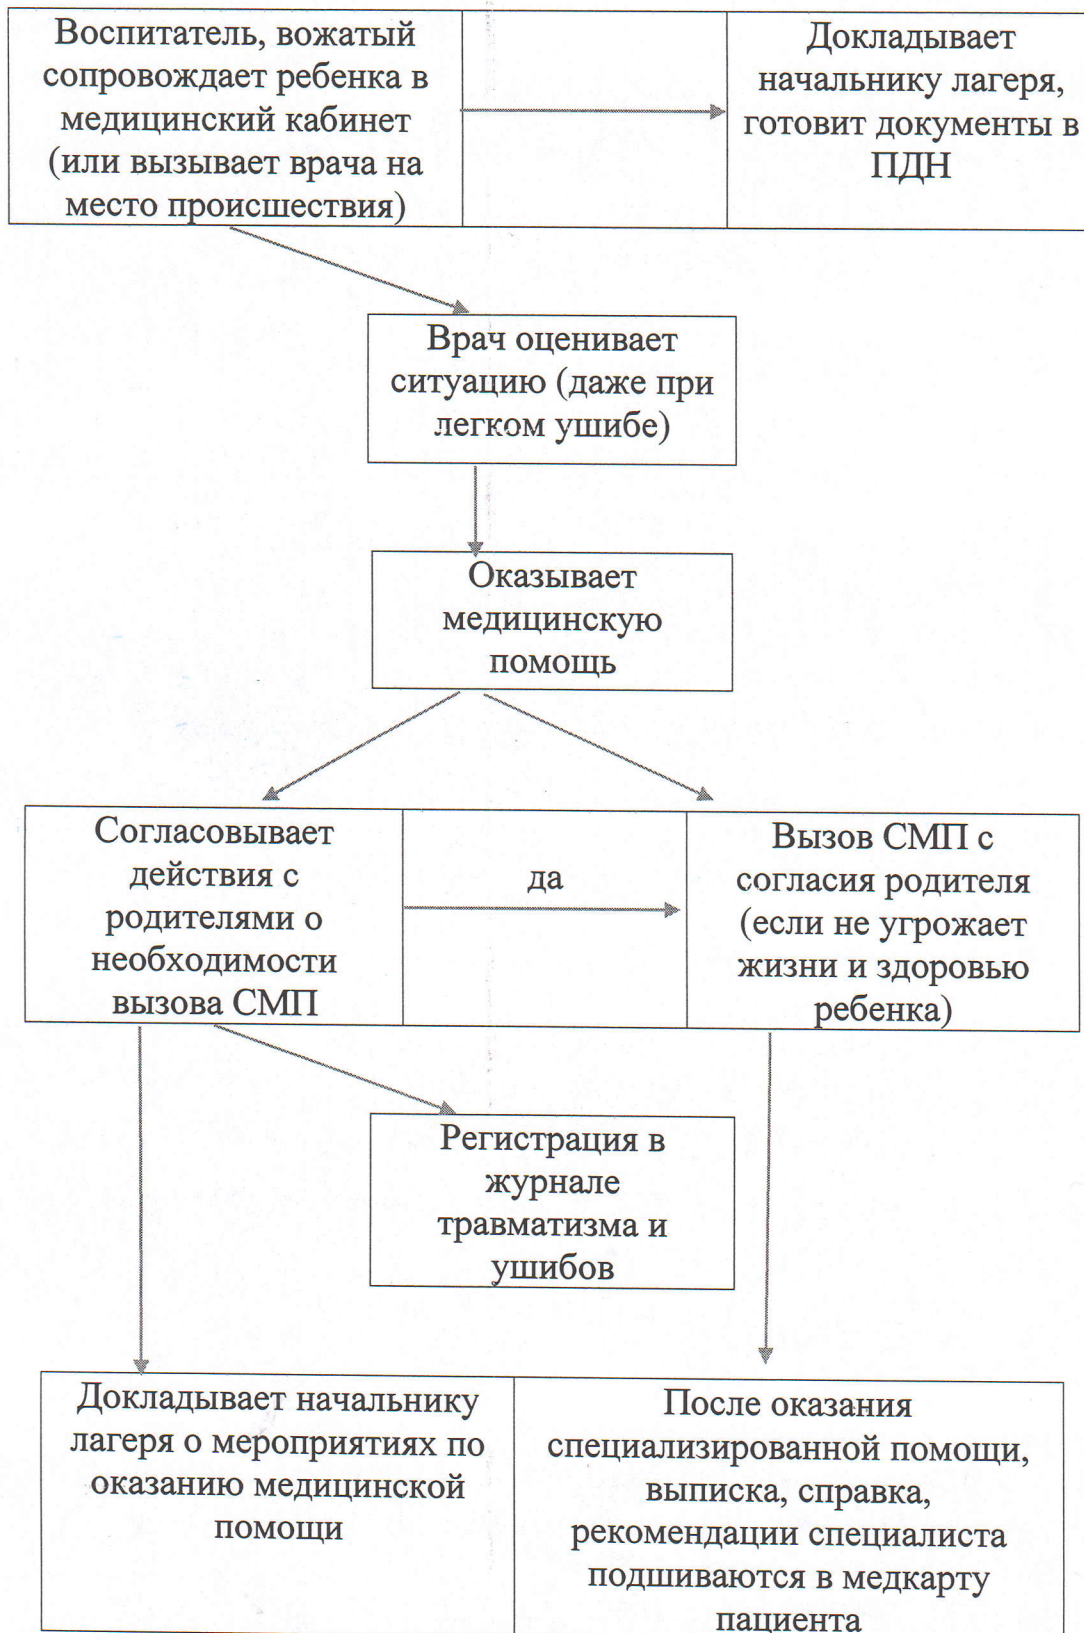 Воспитатель, вожатый
сопровождает ребенка в
медицинский кабинет
(или вызывает врача на
место происшествия)
Докладывает
начальнику лагеря,
готовит документы в
ПДН
Врач оценивает
ситуацию (даже при
легком ушибе)
Оказывает
медицинскую
помощь
Согласовывает
действия с
родителями о
необходимости
вызова СМП
да
Вызов СМП с
согласия родителя
(если не угрожает
жизни и здоровью
ребенка)
Регистрация в
журнале
травматизма и
ушибов
Докладывает начальнику
лагеря о мероприятиях по
оказанию медицинской
помощи
После оказания
специализированной помощи,
выписка, справка,
рекомендации специалиста
подшиваются в медкарту
пациента